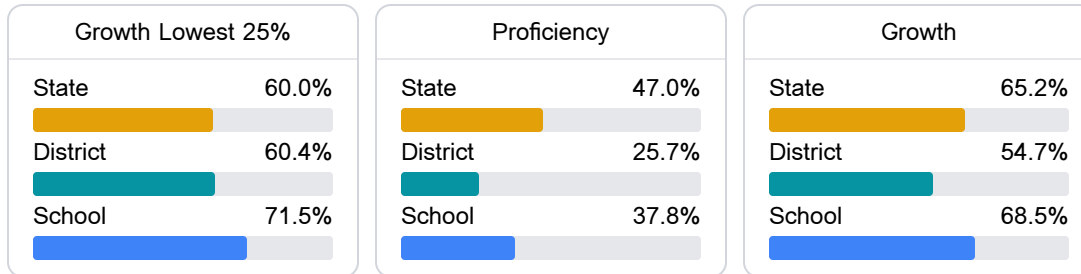 Growth Lowest 25%
State 60.0%
District 60.4%
School 71.5%
Proficiency
State 47.0%
District 25.7%
School 37.8%
Growth
State 65.2%
District 54.7%
School 68.5%